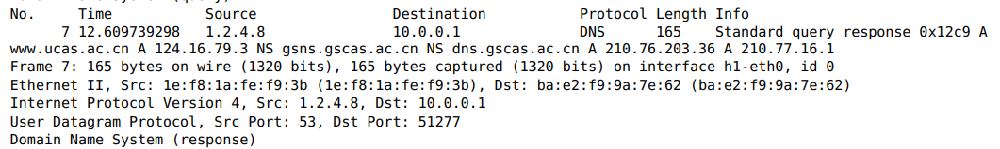 No. Time Source Destination Protocol Length Info
7 12.609739298 1.2.4.8 10.0.0.1 DNS 165 Standard query response 0x12c9 A
www.ucas.ac.cn A 124.16.79.3 NS gsns.gscas.ac.cn NS dns.gscas.ac.cn A 210.76.203.36 A 210.77.16.1
Frame 7: 165 bytes on wire (1320 bits), 165 bytes captured (1320 bits) on interface h1-eth0, id 0
Ethernet II, Src: 1e:f8:1a:fe:f9:3b (1e:f8:1a:fe:f9:3b), Dst: ba:e2:f9:9a:7e:62 (ba:e2:f9:9a:7e:62)
Internet Protocol Version 4, Src: 1.2.4.8, Dst: 10.0.0.1
User Datagram Protocol, Src Port: 53, Dst Port: 51277
Domain Name System (response)